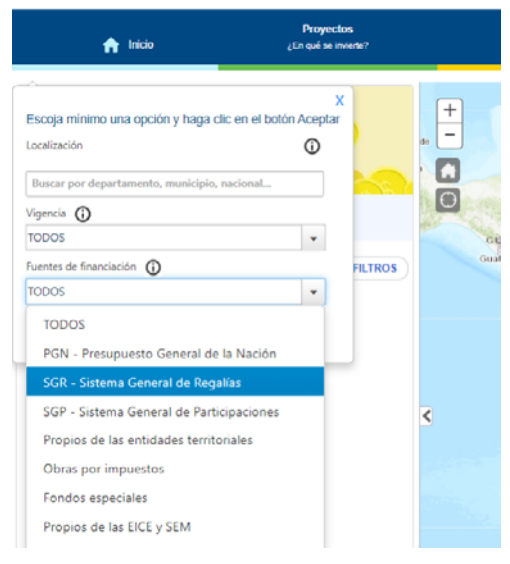 Inicio
Proyectos
¿En qué se invierte?
X
Escoja mínimo una opción y haga clic en el botón Aceptar
Localización
Buscar por departamento, municipio, nacional...
Vigencia
TODOS
Fuentes de financiación
FILTROS
TODOS
TODOS
PGN - Presupuesto General de la Nación
SGR - Sistema General de Regalías
SGP - Sistema General de Participaciones
Propios de las entidades territoriales
Obras por impuestos
Fondos especiales
Propios de las EICE y SEM
+
−
de
Guat